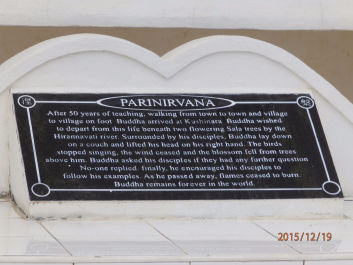 PARINIRVANA
After 50 years of teaching, walking from town to town and village
to village on foot Buddha arrived at Kushinara Buddha wished
to depart from this life beneath two flowering Sala trees by the
Hirannavati river. Surrounded by his disciples, Buddha lay down
on a couch and lifted his head on his right hand. The birds
stopped singing, the wind ceased and the blossom fell from trees
above him. Buddha asked his disciples if they had any further question
No-one replied. finally, he encouraged his disciples to
follow his examples. As he passed away, flames ceased to burn.
Buddha remains forever in the world.
2015/12/19